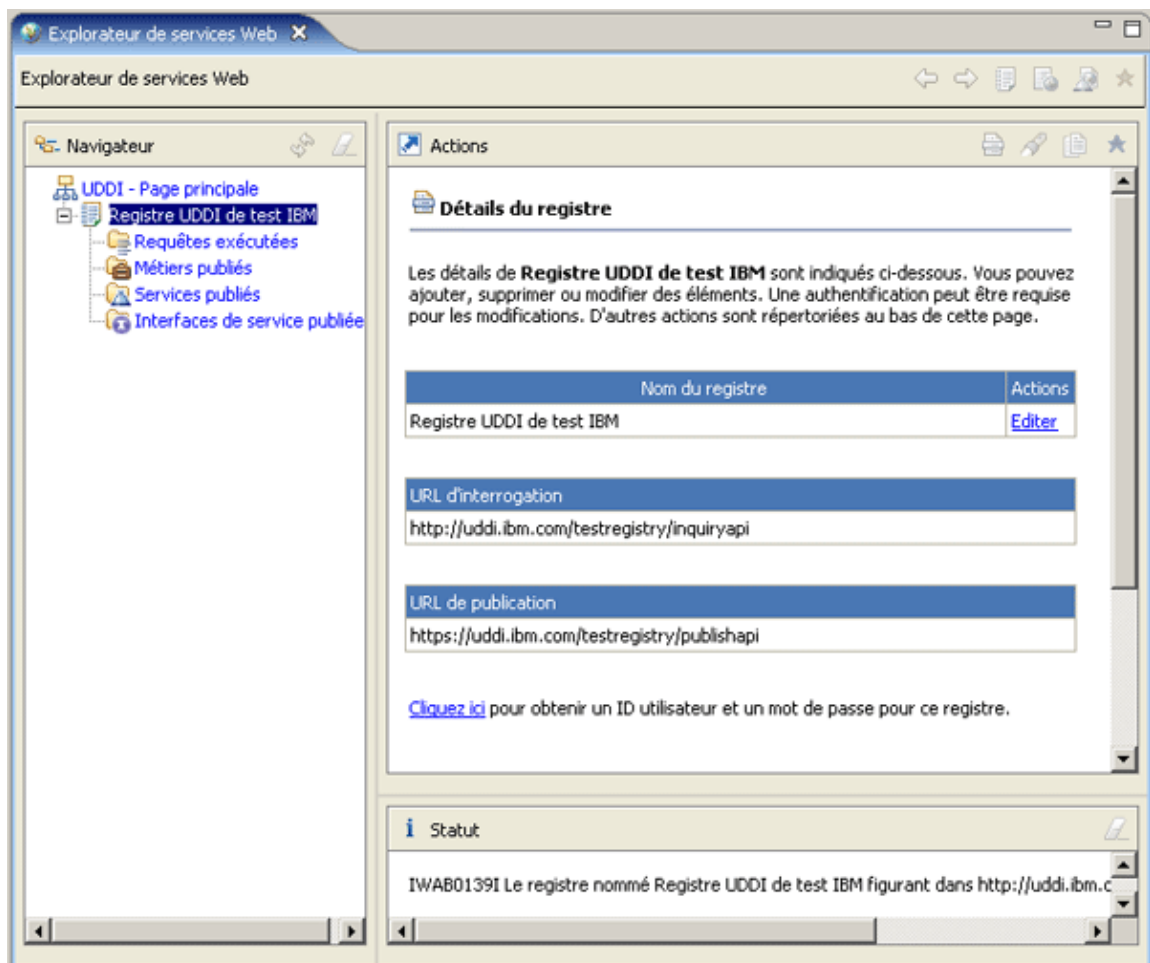 Explorateur de services Web
Explorateur de services Web
Navigateur
UDDI - Page principale
Registre UDDI de test IBM
Requêtes exécutées
Métiers publiés
Services publiés
Interfaces de service publiée
Actions
Détails du registre
Les détails de Registre UDDI de test IBM sont indiqués ci-dessous. Vous pouvez
ajouter, supprimer ou modifier des éléments. Une authentification peut être requise
pour les modifications. D'autres actions sont répertoriées au bas de cette page.
Nom du registre Actions
Registre UDDI de test IBM Editer
URL d'interrogation
http://uddi.ibm.com/testregistry/inquiryapi
URL de publication
https://uddi.ibm.com/testregistry/publishapi
Cliquez ici pour obtenir un ID utilisateur et un mot de passe pour ce registre.
i Statut
IWAB0139I Le registre nommé Registre UDDI de test IBM figurant dans http://uddi.ibm.c